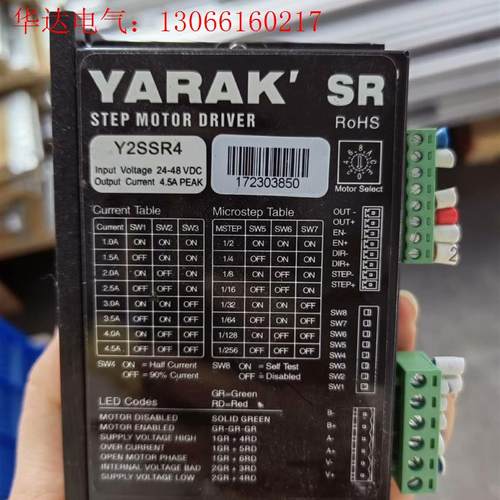 华达电气：13066160217
YARAK' SR
STEP MOTOR DRIVER
RoHS
Y2SSR4
Input Voltage 24-48 VDC
Output Current 4.5A PEAK
172303850
Motor Select
Current Table
Current SW1 SW2 SW3
1.0A ON ON ON
1.5A OFF ON ON
2.0A ON OFF ON
2.5A OFF OFF ON
3.0A ON ON OFF
3.5A OFF ON OFF
4.0A ON OFF OFF
4.5A OFF OFF OFF
SW4 ON = Half Current
OFF = 90% Current
Microstep Table
MSTEP SW5 SW6 SW7
1/2 ON ON ON
1/4 OFF ON ON
1/8 ON OFF ON
1/16 OFF OFF ON
1/32 ON ON OFF
1/64 OFF ON OFF
1/128 ON OFF OFF
1/256 OFF OFF OFF
SW8 ON = Self Test
OFF = Disabled
OUT -
OUT+
EN-
EN+
DIR-
DIR+
STEP-
STEP+
SW8
SW7
SW6
SW5
SW4
SW3
SW2
SW1
LED Codes
GR=Green
RD=Red
MOTOR DISABLED SOLID GREEN
MOTOR ENABLED GR-GR-GR
SUPPLY VOLTAGE HIGH 1GR + 4RD
OVER CURRENT 1GR + 5RD
OPEN MOTOR PHASE 1GR + 6RD
INTERNAL VOLTAGE BAD 2GR + 3RD
SUPPLY VOLTAGE LOW 2GR + 4RD
B-
B+
A-
A+
V-
V+
2